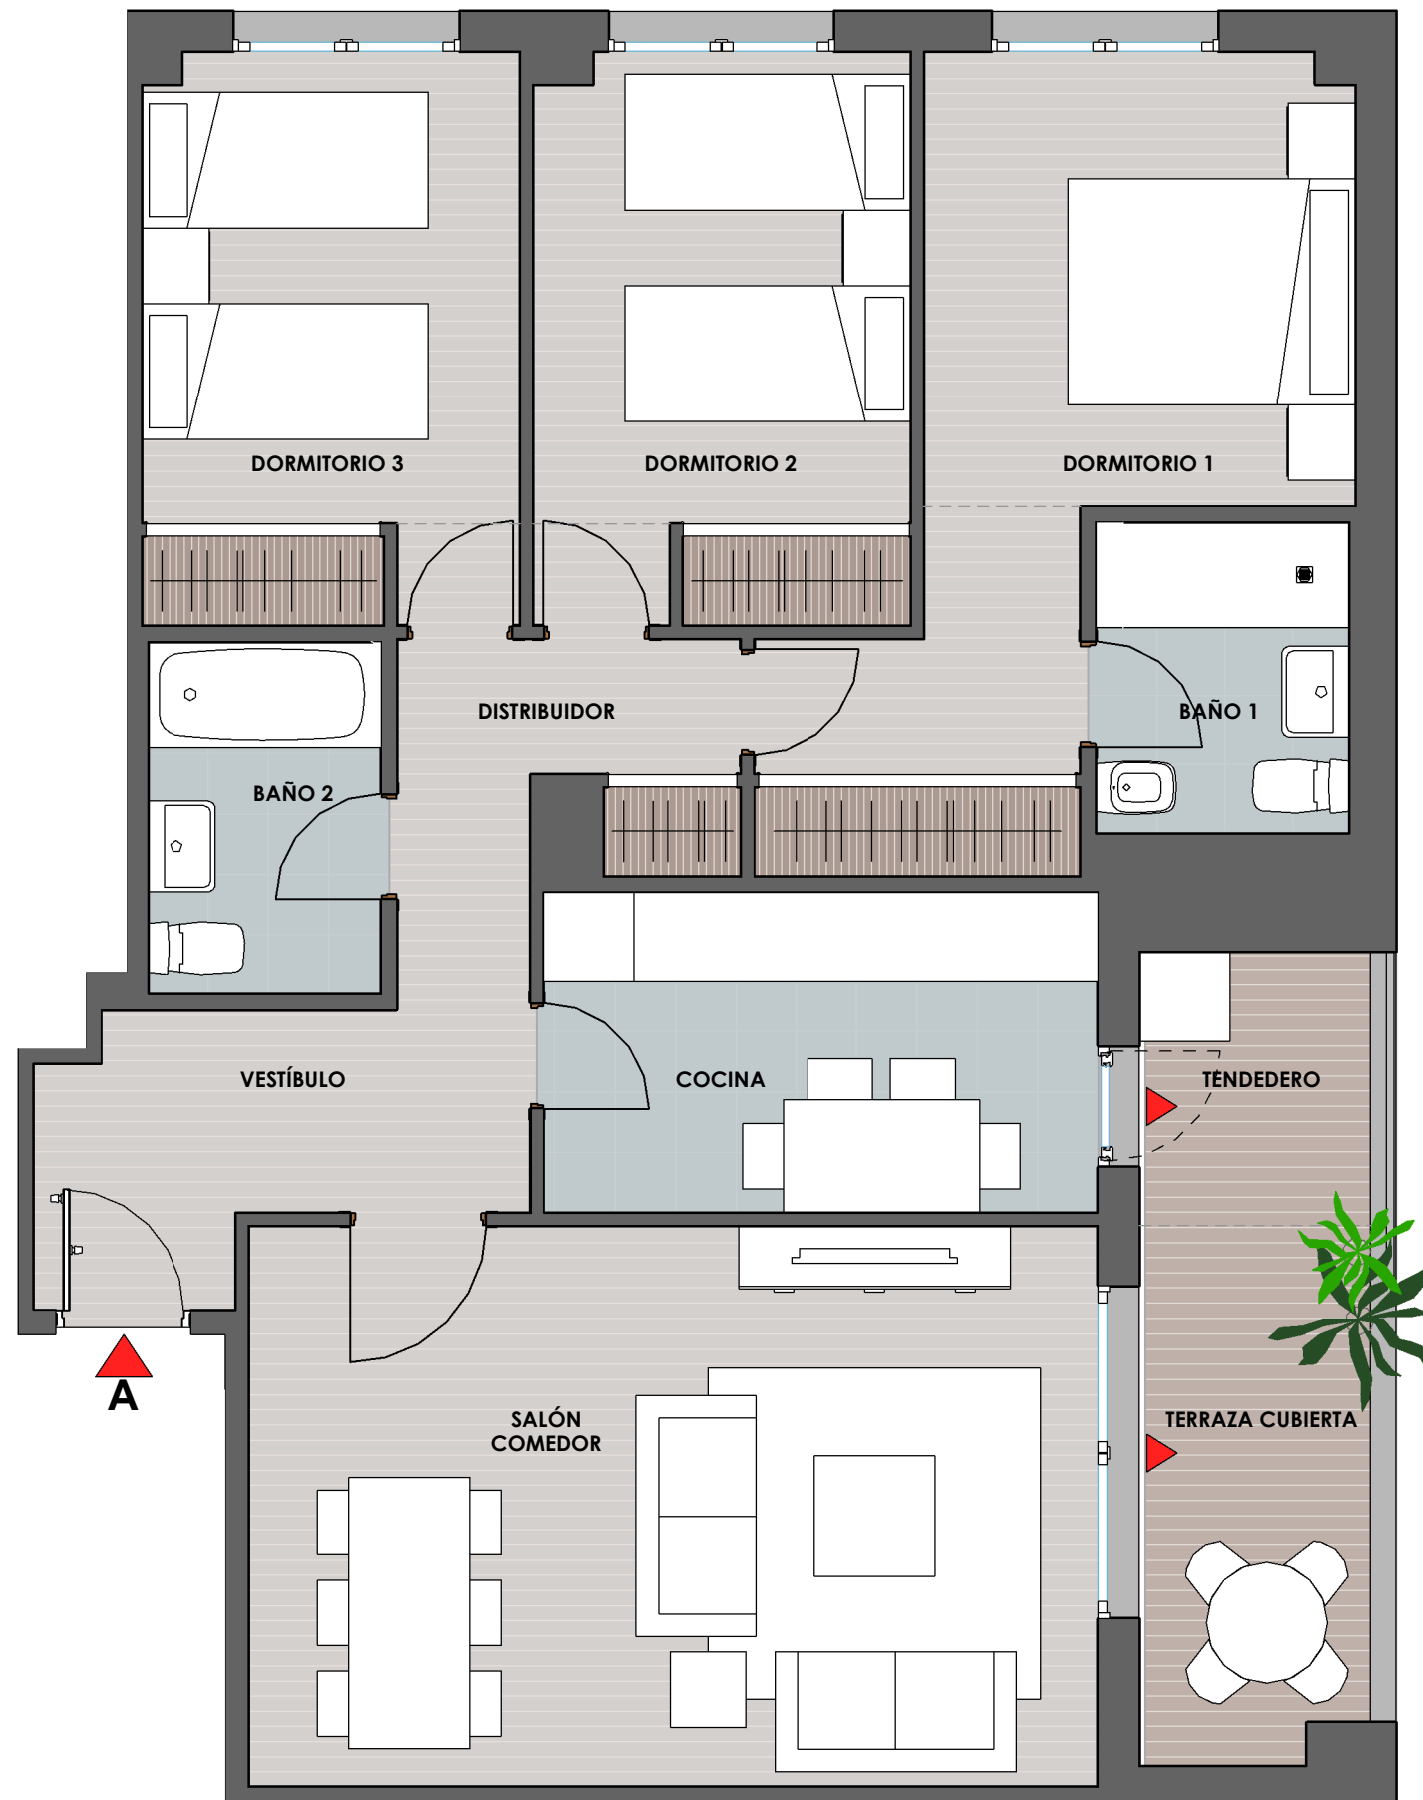 DORMITORIO 3
DORMITORIO 2
DORMITORIO 1
DISTRIBUIDOR
BAÑO 1
BAÑO 2
VESTÍBULO
COCINA
TENDEDERO
A
SALÓN
COMEDOR
TERRAZA CUBIERTA